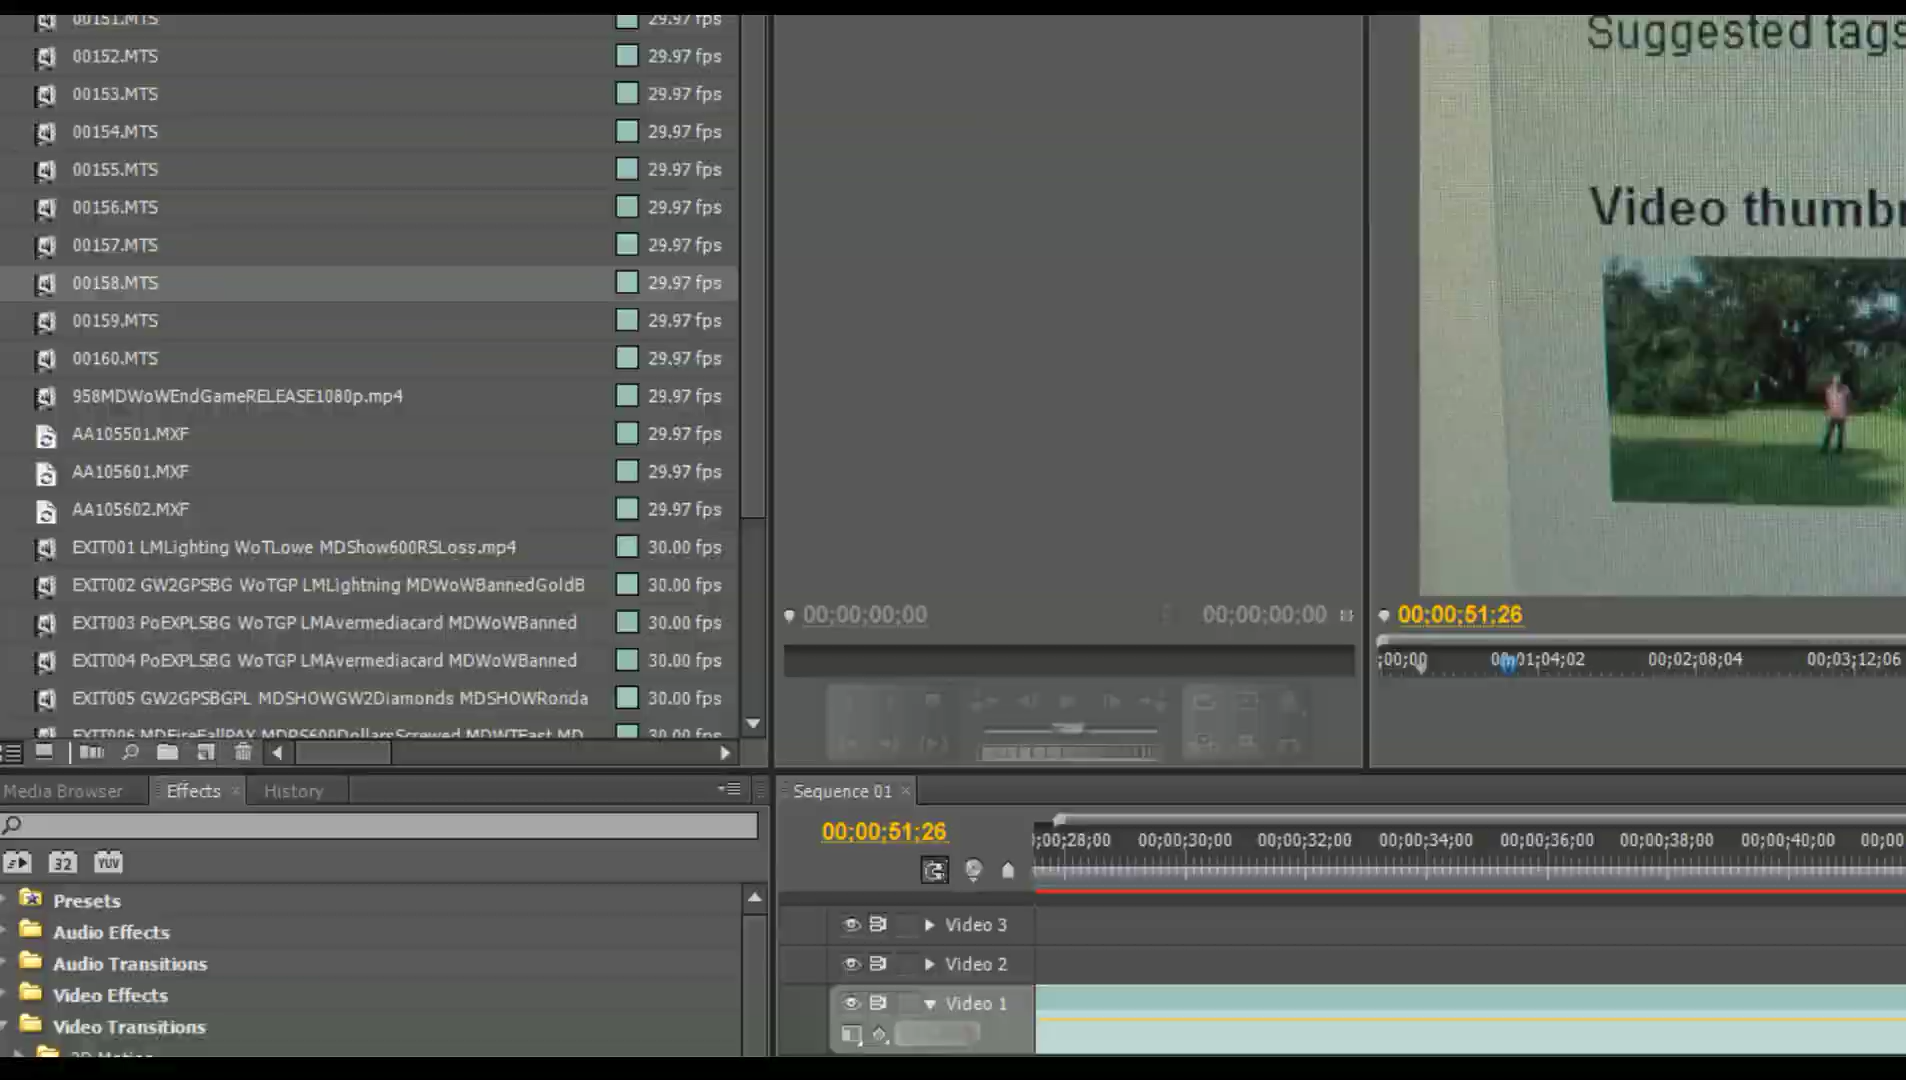 00151.MTS 29.97 fps
00152.MTS 29.97 fps
00153.MTS 29.97 fps
00154.MTS 29.97 fps
00155.MTS 29.97 fps
00156.MTS 29.97 fps
00157.MTS 29.97 fps
00158.MTS 29.97 fps
00159.MTS 29.97 fps
00160.MTS 29.97 fps
958MDWoWEndGameRELEASE1080p.mp4 29.97 fps
AA105501.MXF 29.97 fps
AA105601.MXF 29.97 fps
AA105602.MXF 29.97 fps
EXIT001 LMLighting WoTLowe MDShow600RSLoss.mp4 30.00 fps
EXIT002 GW2GPSBG WoTGP LMLightning MDWoWBannedGoldB 30.00 fps
EXIT003 PoEXPLSBG WoTGP LMAvermediacard MDWoWBanned 30.00 fps
EXIT004 PoEXPLSBG WoTGP LMAvermediacard MDWoWBanned 30.00 fps
EXIT005 GW2GPSBGPL MDSHOWGW2Diamonds MDSHOWRonda 30.00 fps
EXIT006 MDFireFallPAX MDRS600DollarsScrewed MDWTFast MD 30.00 fps
Suggested tags
Video thumbn
00;00;00;00 00;00;00;00
00;00;51;26
;00;00 00;01;04;02 00;02;08;04 00;03;12;06
Media Browser Effects History
32 YUV
Presets
Audio Effects
Audio Transitions
Video Effects
Video Transitions
3D Motion
Sequence 01
00;00;51;26
;00;28;00 00;00;30;00 00;00;32;00 00;00;34;00 00;00;36;00 00;00;38;00 00;00;40;00 00;00
Video 3
Video 2
Video 1